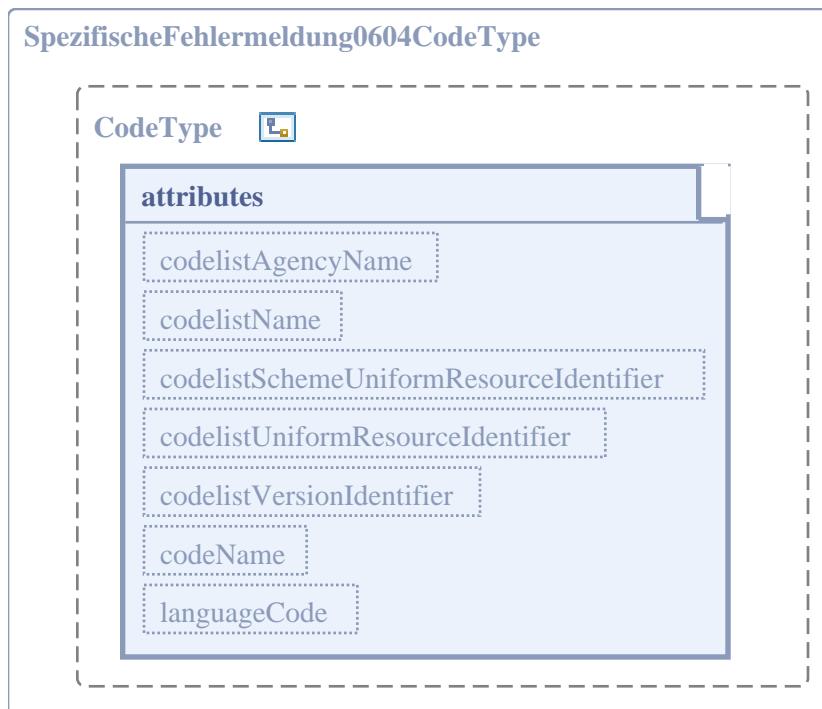 SpezifischeFehlermeldung0604CodeType
CodeType
attributes
codelistAgencyName
codelistName
codelistSchemeUniformResourceIdentifier
codelistUniformResourceIdentifier
codelistVersionIdentifier
codeName
languageCode